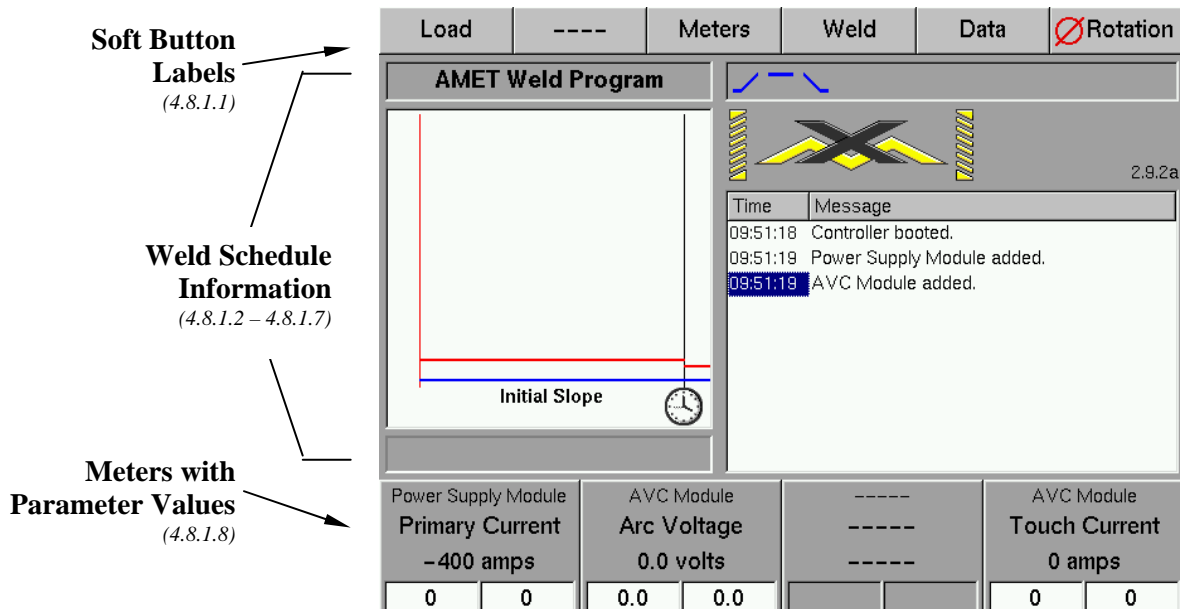 Soft Button
Labels
(4.8.1.1)
Weld Schedule
Information
(4.8.1.2 – 4.8.1.7)
Meters with
Parameter Values
(4.8.1.8)
Load ---- Meters Weld Data Rotation
AMET Weld Program
2.9.2a
Initial Slope
Time Message
09:51:18 Controller booted.
09:51:19 Power Supply Module added.
09:51:19 AVC Module added.
Power Supply Module
Primary Current
-400 amps
0 0
AVC Module
Arc Voltage
0.0 volts
0.0 0.0
-----
-----
-----
AVC Module
Touch Current
0 amps
0 0